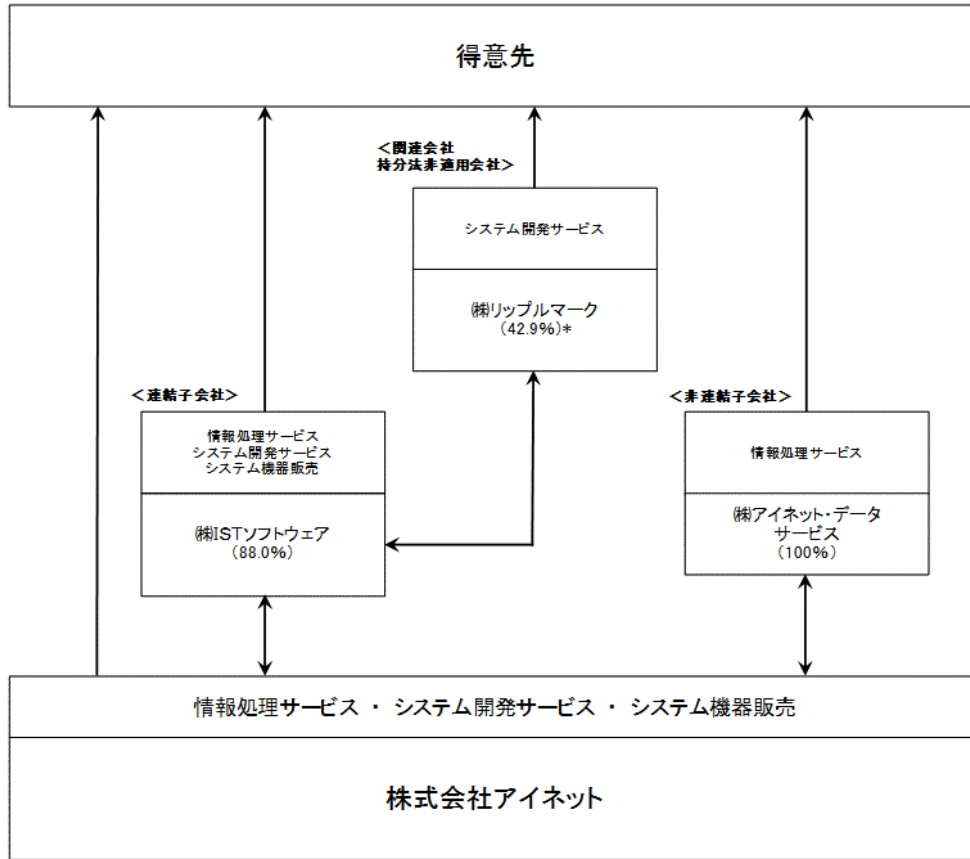 得意先
＜関連会社
持分法非適用会社＞
システム開発サービス
㈱リップルマーク
(42.9%)*
＜連結子会社＞
情報処理サービス
システム開発サービス
システム機器販売
㈱ISTソフトウェア
(88.0%)
＜非連結子会社＞
情報処理サービス
㈱アイネット・データ
サービス
(100%)
情報処理サービス ・ システム開発サービス ・ システム機器販売
株式会社アイネット